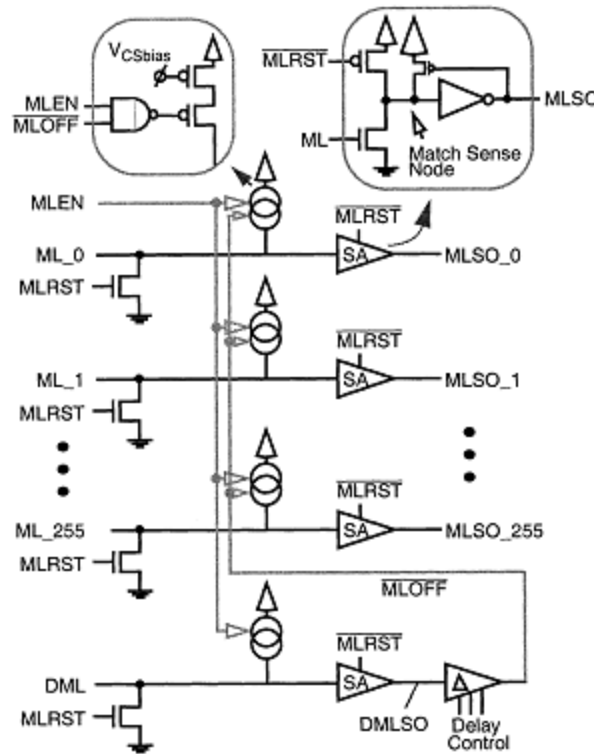 VCSbias
MLEN
MLOFF
MLRST
ML
MLSO
Match Sense
Node
MLEN
MLRST
ML_0
SA
MLSO_0
MLRST
MLRST
ML_1
SA
MLSO_1
MLRST
MLRST
ML_255
SA
MLSO_255
MLRST
MLOFF
MLRST
DML
SA
Δ
MLRST
DMLSO
Delay
Control